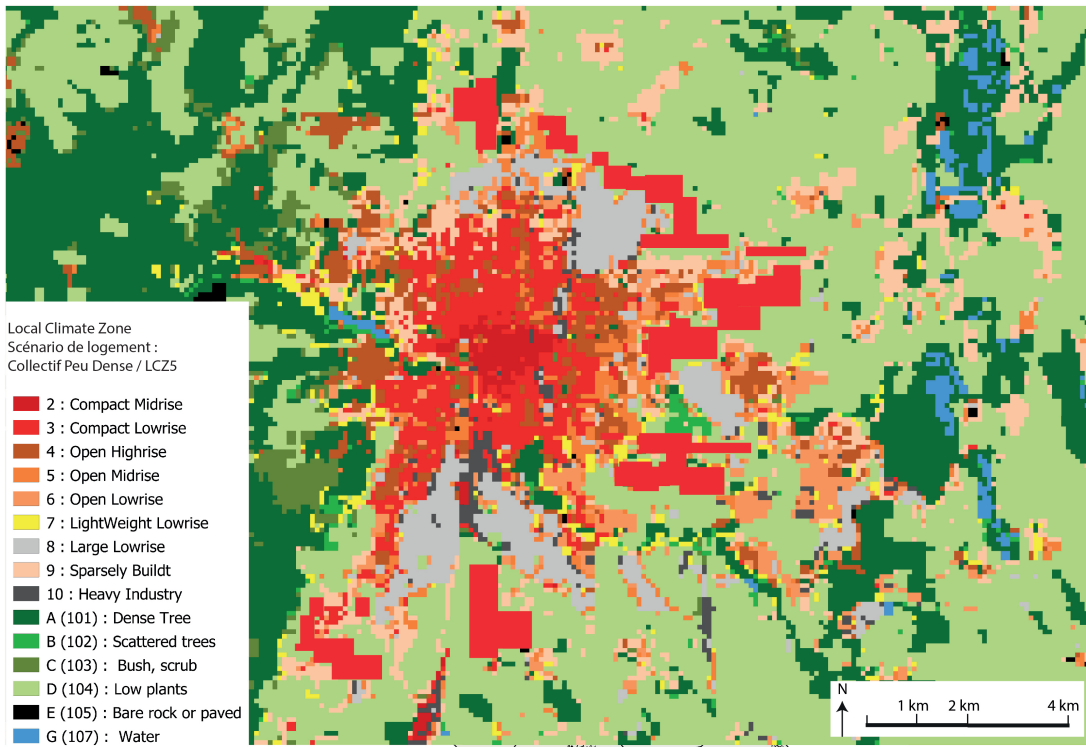 Local Climate Zone
Scénario de logement :
Collectif Peu Dense / LCZ5
2 : Compact Midrise
3 : Compact Lowrise
4 : Open Highrise
5 : Open Midrise
6 : Open Lowrise
7 : LightWeight Lowrise
8 : Large Lowrise
9 : Sparsely Buildt
10 : Heavy Industry
A (101) : Dense Tree
B (102) : Scattered trees
C (103) : Bush, scrub
D (104) : Low plants
E (105) : Bare rock or paved
G (107) : Water
N
1 km 2 km 4 km